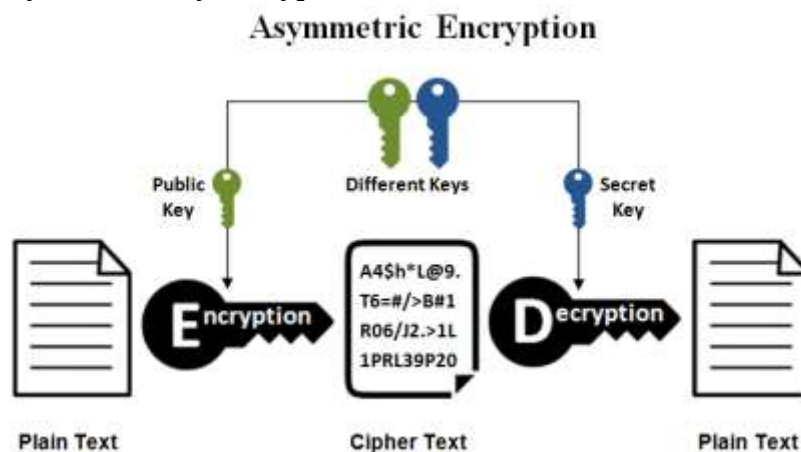 Asymmetric Encryption
Public
Key
Different Keys
Secret
Key
Encryption
A4$h*L@9.
T6=#/>B#1
R06/J2.>1L
1PRL39P20
Decryption
Plain Text
Cipher Text
Plain Text